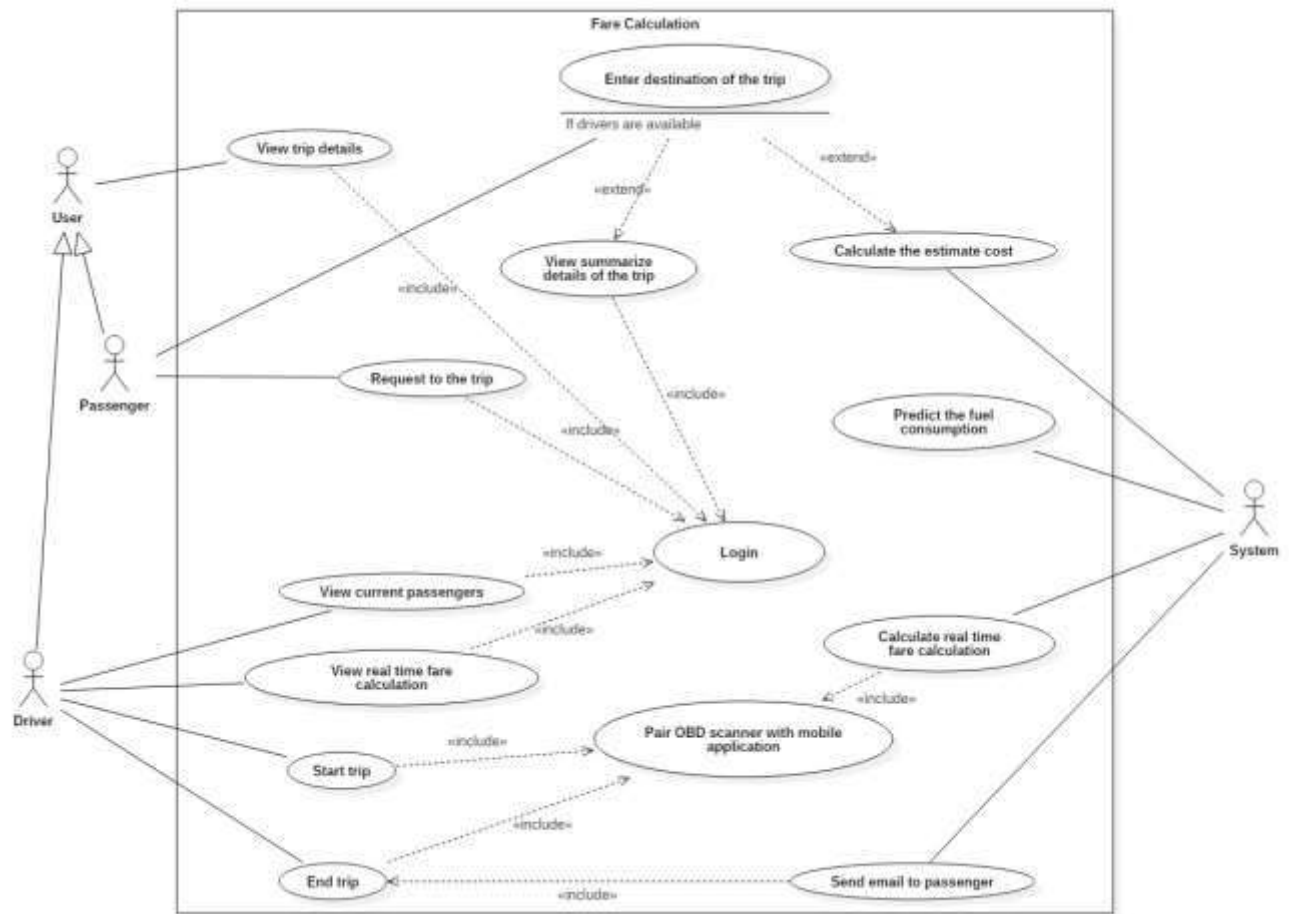 Fare Calculation
Enter destination of the trip
If drivers are available
View trip details
«extend»
«extend»
User
View summarize
details of the trip
Calculate the estimate cost
«include»
Request to the trip
Passenger
«include»
Predict the fuel
consumption
«include»
Login
System
«include»
View current passengers
«include»
Calculate real time
fare calculation
View real time fare
calculation
«include»
Driver
Pair OBD scanner with mobile
application
«include»
Start trip
«include»
End trip
«include»
Send email to passenger